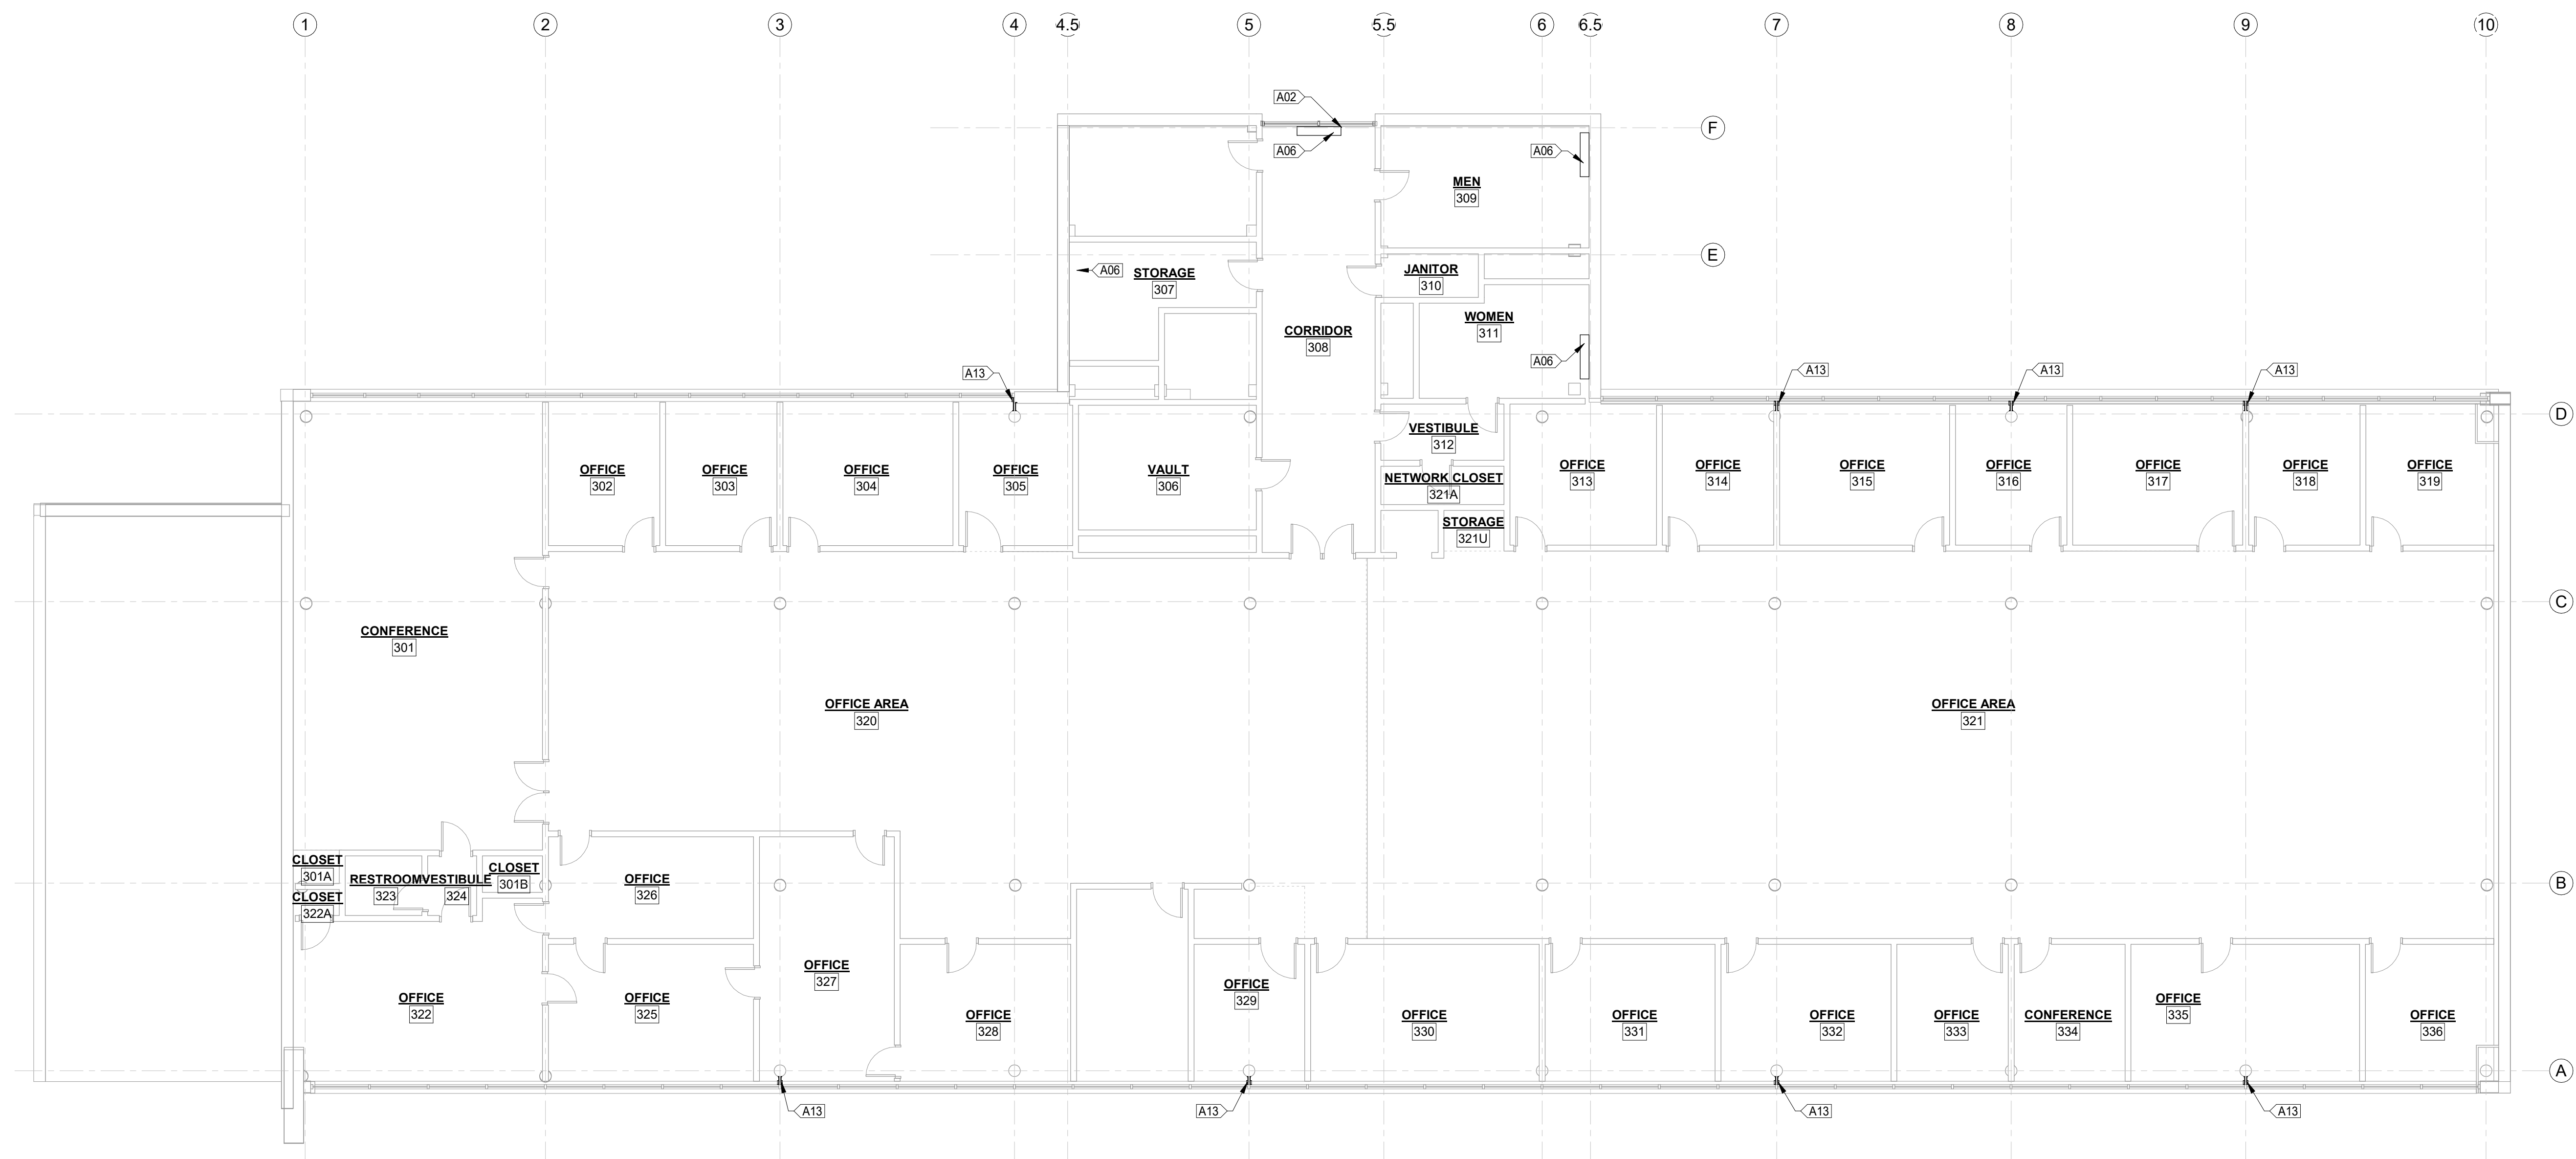 1
2
3
4
4.5
5
5.5
6
6.5
7
8
9
10
A02
F
A06
A06
MEN
309
E
A06
STORAGE
307
JANITOR
310
WOMEN
311
CORRIDOR
308
A06
A13
A13
A13
A13
D
VESTIBULE
312
OFFICE
302
OFFICE
303
OFFICE
304
OFFICE
305
VAULT
306
NETWORK CLOSET
321A
OFFICE
313
OFFICE
314
OFFICE
315
OFFICE
316
OFFICE
317
OFFICE
318
OFFICE
319
STORAGE
321U
C
CONFERENCE
301
OFFICE AREA
320
OFFICE AREA
321
CLOSET
301A
CLOSET
322A
RESTROOM
323
VESTIBULE
324
CLOSET
301B
OFFICE
326
B
OFFICE
322
OFFICE
325
OFFICE
327
OFFICE
328
OFFICE
329
OFFICE
330
OFFICE
331
OFFICE
332
OFFICE
333
CONFERENCE
334
OFFICE
335
OFFICE
336
A
A13
A13
A13
A13